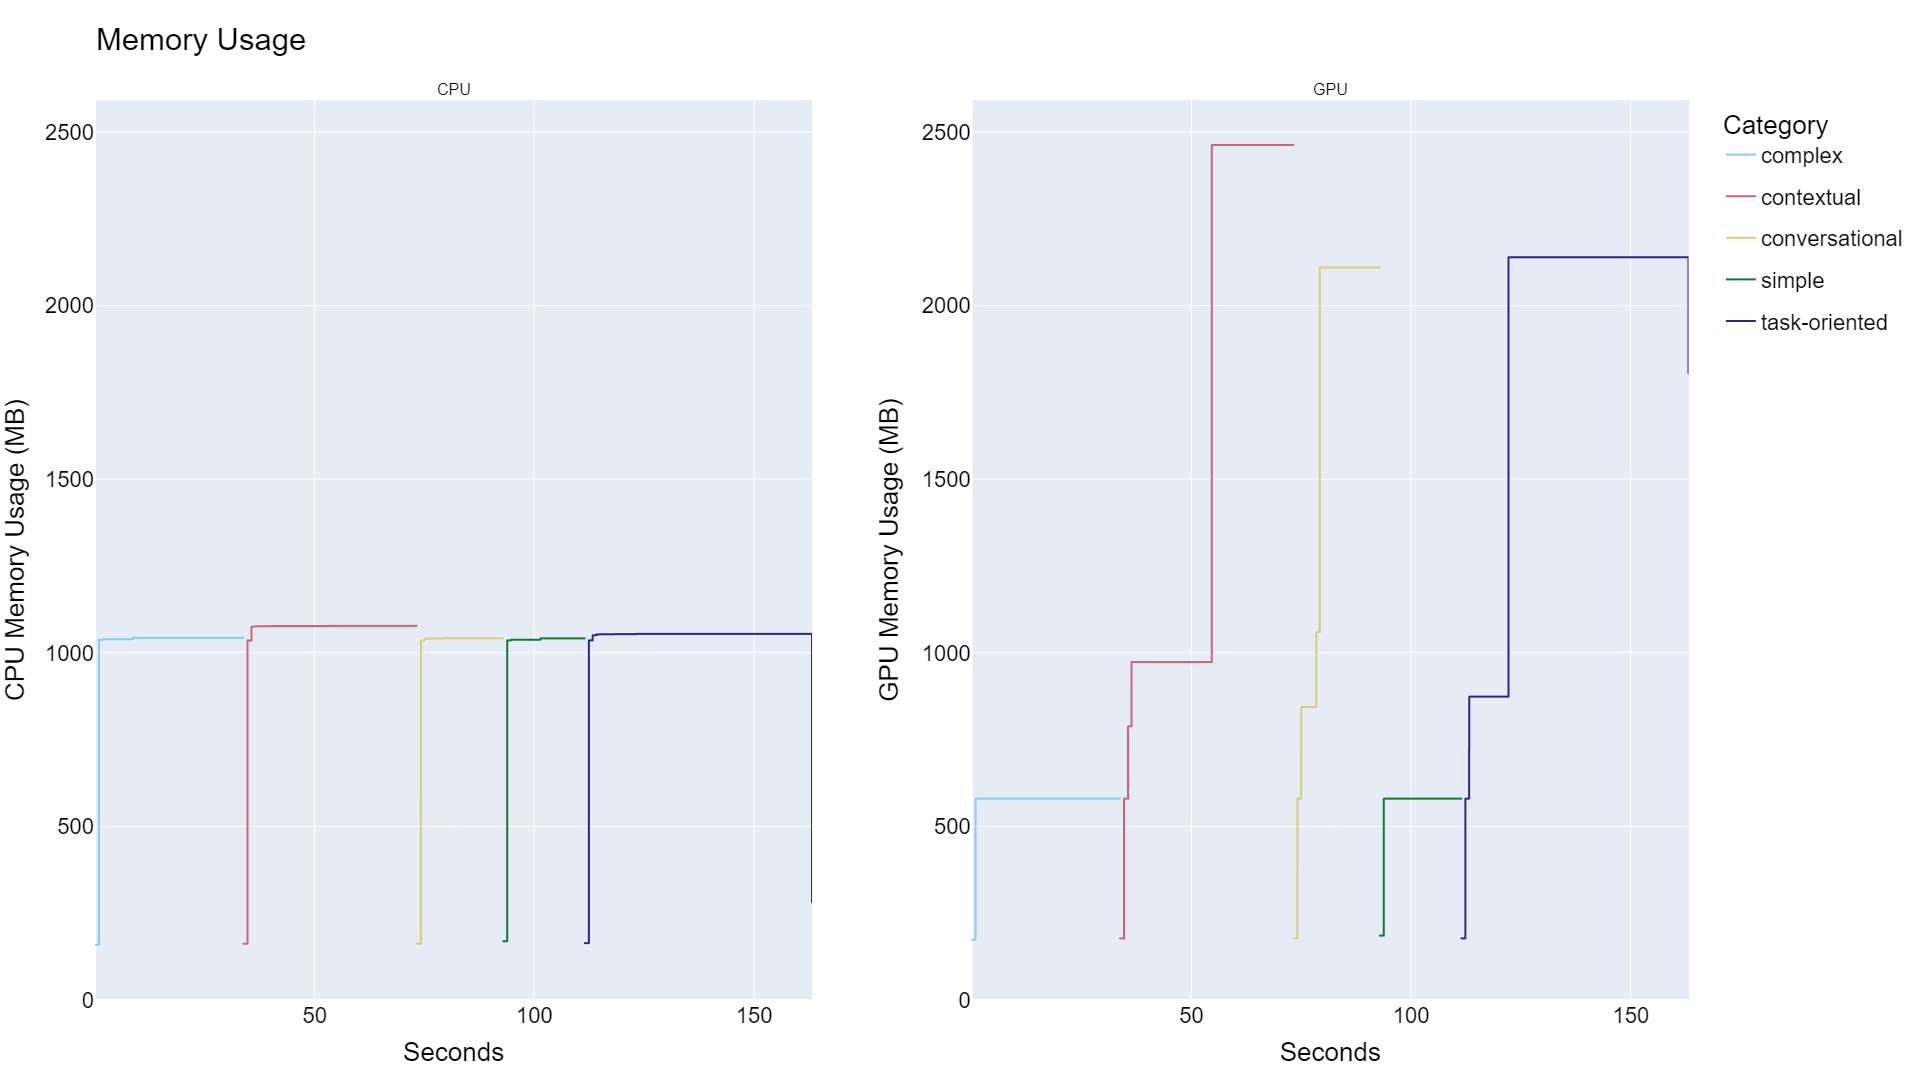 Memory Usage
CPU
2500
2000
1500
1000
500
0
50 100 150
Seconds
CPU Memory Usage (MB)
GPU
2500
2000
1500
1000
500
0
50 100 150
Seconds
GPU Memory Usage (MB)
Category
complex
contextual
conversational
simple
task-oriented